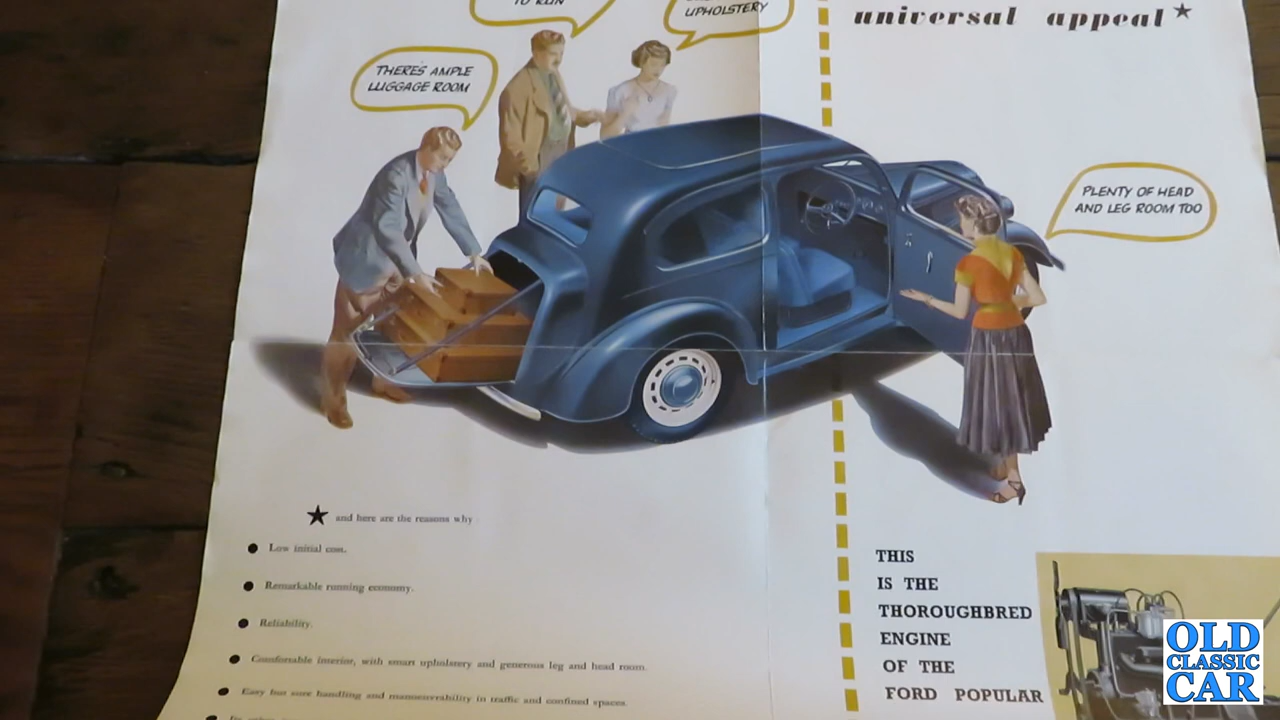 TO RUN
UPHOLSTERY
universal appeal*
THERE'S AMPLE
LUGGAGE ROOM
PLENTY OF HEAD
AND LEG ROOM TOO
and here are the reasons why
Low initial cost.
Remarkable running economy.
Reliability.
Comfortable interior, with smart upholstery and generous leg and head room.
Easy but sure handling and manoeuvrability in traffic and confined spaces.
THIS
IS THE
THOROUGHBRED
ENGINE
OF THE
FORD POPULAR
OLD
CLASSIC
CAR